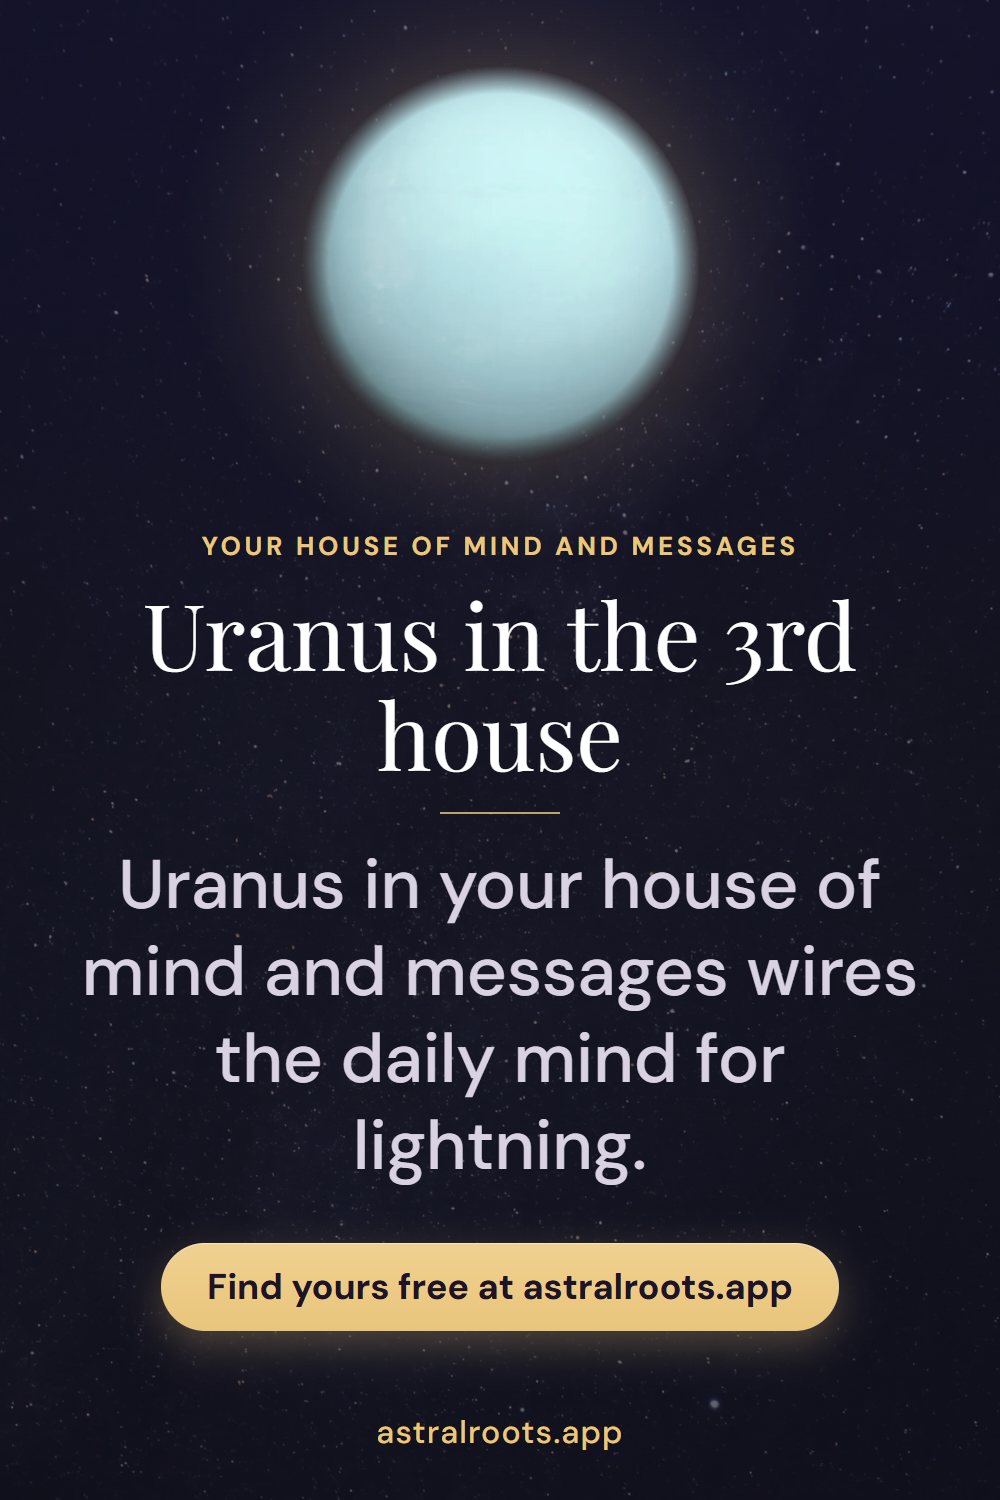 YOUR HOUSE OF MIND AND MESSAGES
Uranus in the 3rd
house
Uranus in your house of
mind and messages wires
the daily mind for
lightning.
Find yours free at astralroots.app
astralroots.app